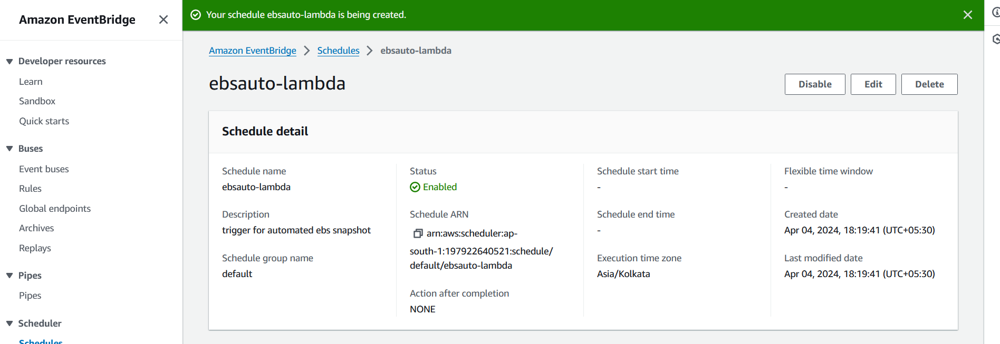 Amazon EventBridge
Developer resources
Learn
Sandbox
Quick starts
Buses
Event buses
Rules
Global endpoints
Archives
Replays
Pipes
Pipes
Scheduler
Schedules
Your schedule ebsauto-lambda is being created.
Amazon EventBridge > Schedules > ebsauto-lambda
ebsauto-lambda
Disable
Edit
Delete
Schedule detail
Schedule name
ebsauto-lambda
Description
trigger for automated ebs snapshot
Schedule group name
default
Status
Enabled
Schedule ARN
arn:aws:scheduler:ap-
south-1:197922640521:schedule/
default/ebsauto-lambda
Action after completion
NONE
Schedule start time
-
Schedule end time
-
Execution time zone
Asia/Kolkata
Flexible time window
-
Created date
Apr 04, 2024, 18:19:41 (UTC+05:30)
Last modified date
Apr 04, 2024, 18:19:41 (UTC+05:30)